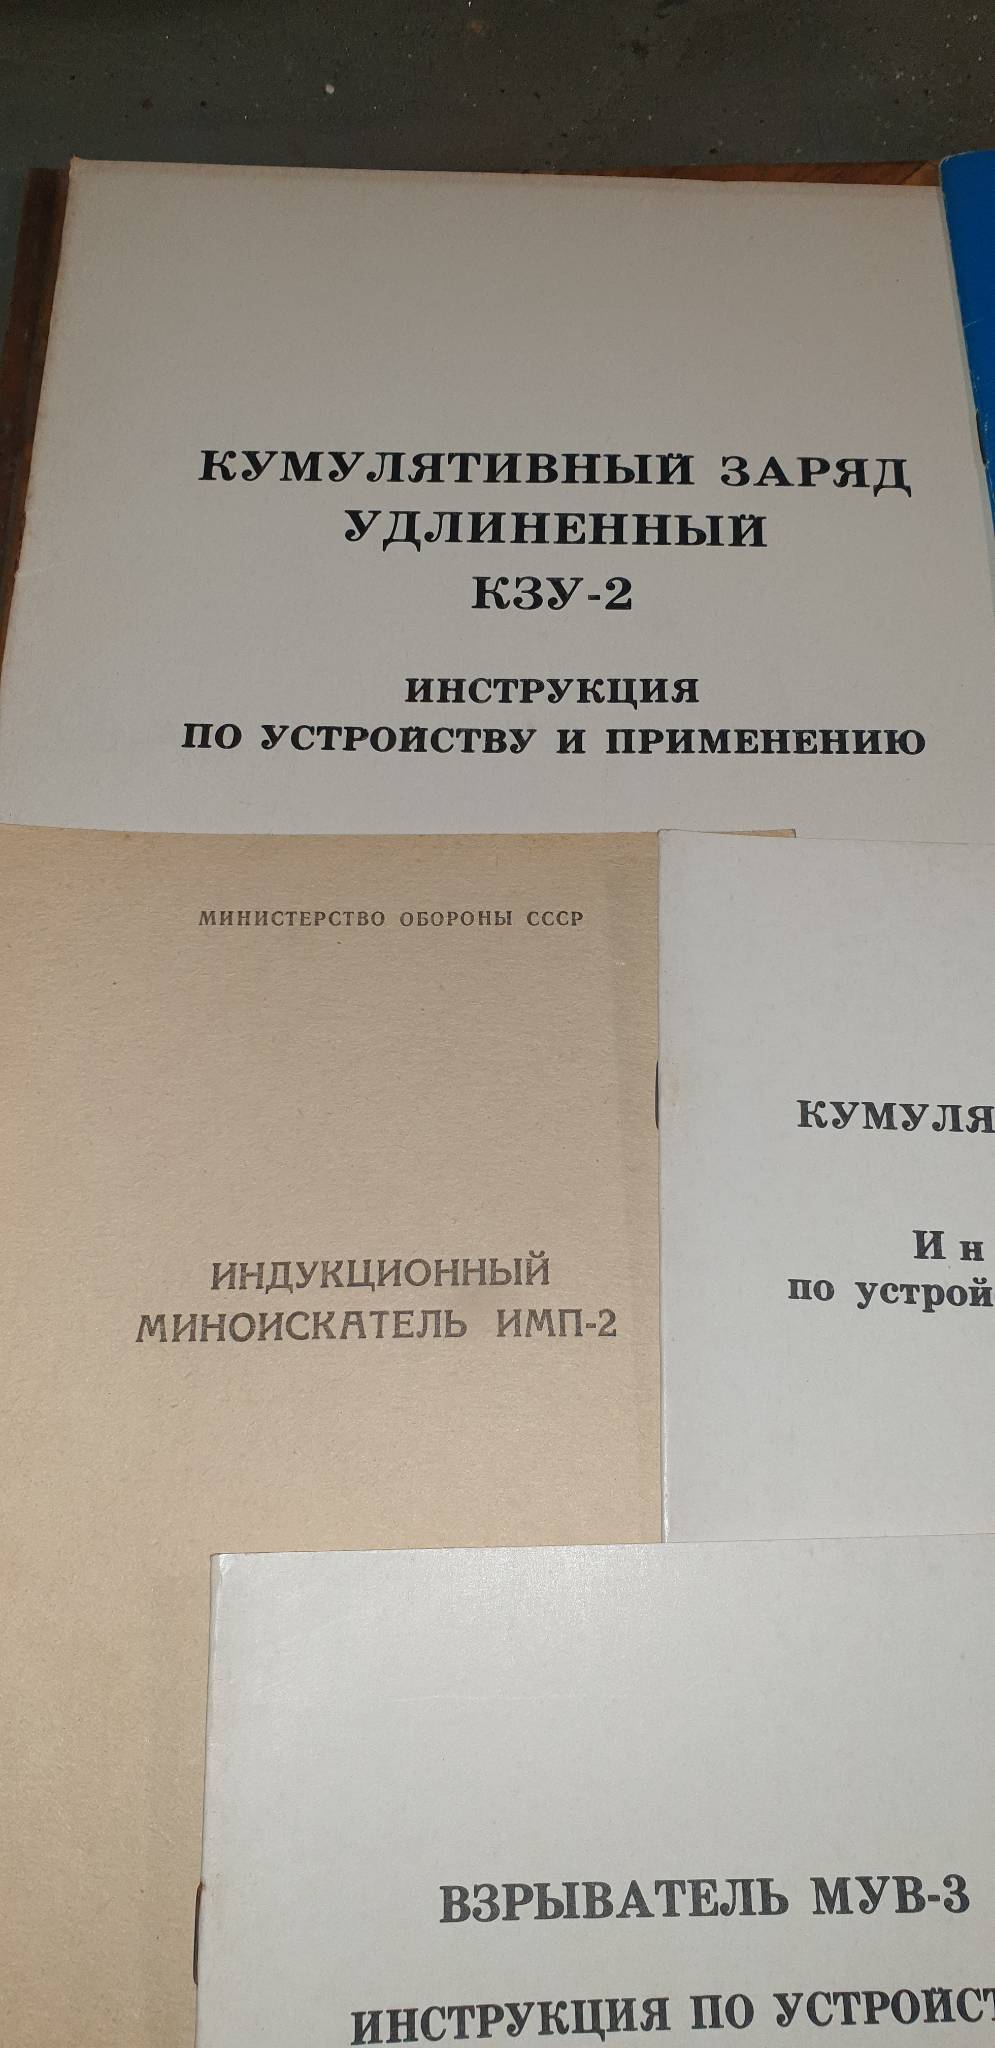 КУМУЛЯТИВНЫЙ ЗАРЯД
УДЛИНЕННЫЙ
КЗУ-2
ИНСТРУКЦИЯ
ПО УСТРОЙСТВУ И ПРИМЕНЕНИЮ
МИНИСТЕРСТВО ОБОРОНЫ СССР
ИНДУКЦИОННЫЙ
МИНОИСКАТЕЛЬ ИМП-2
КУМУЛЯ
Ин
по устрой
ВЗРЫВАТЕЛЬ МУВ-3
ИНСТРУКЦИЯ ПО УСТРОЙСТ